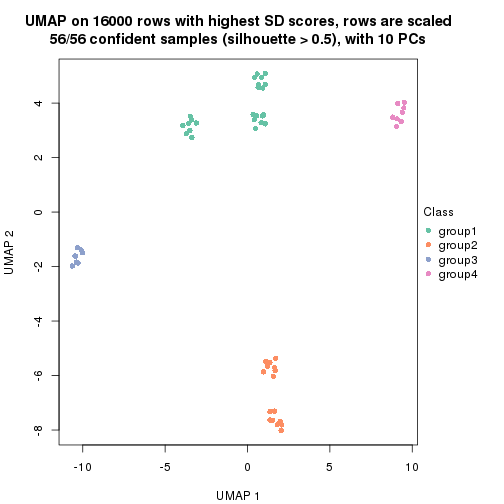 UMAP on 16000 rows with highest SD scores, rows are scaled
56/56 confident samples (silhouette > 0.5), with 10 PCs
4
2
0
-2
-4
-6
-8
UMAP 2
-10
-5
0
5
10
UMAP 1
Class
group1
group2
group3
group4